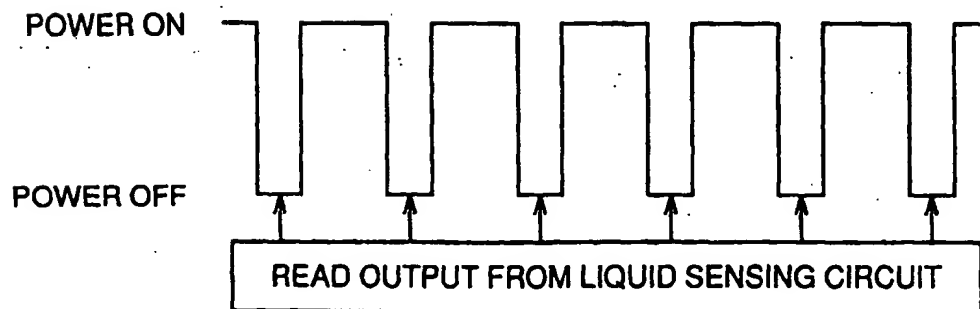 POWER ON
POWER OFF
READ OUTPUT FROM LIQUID SENSING CIRCUIT